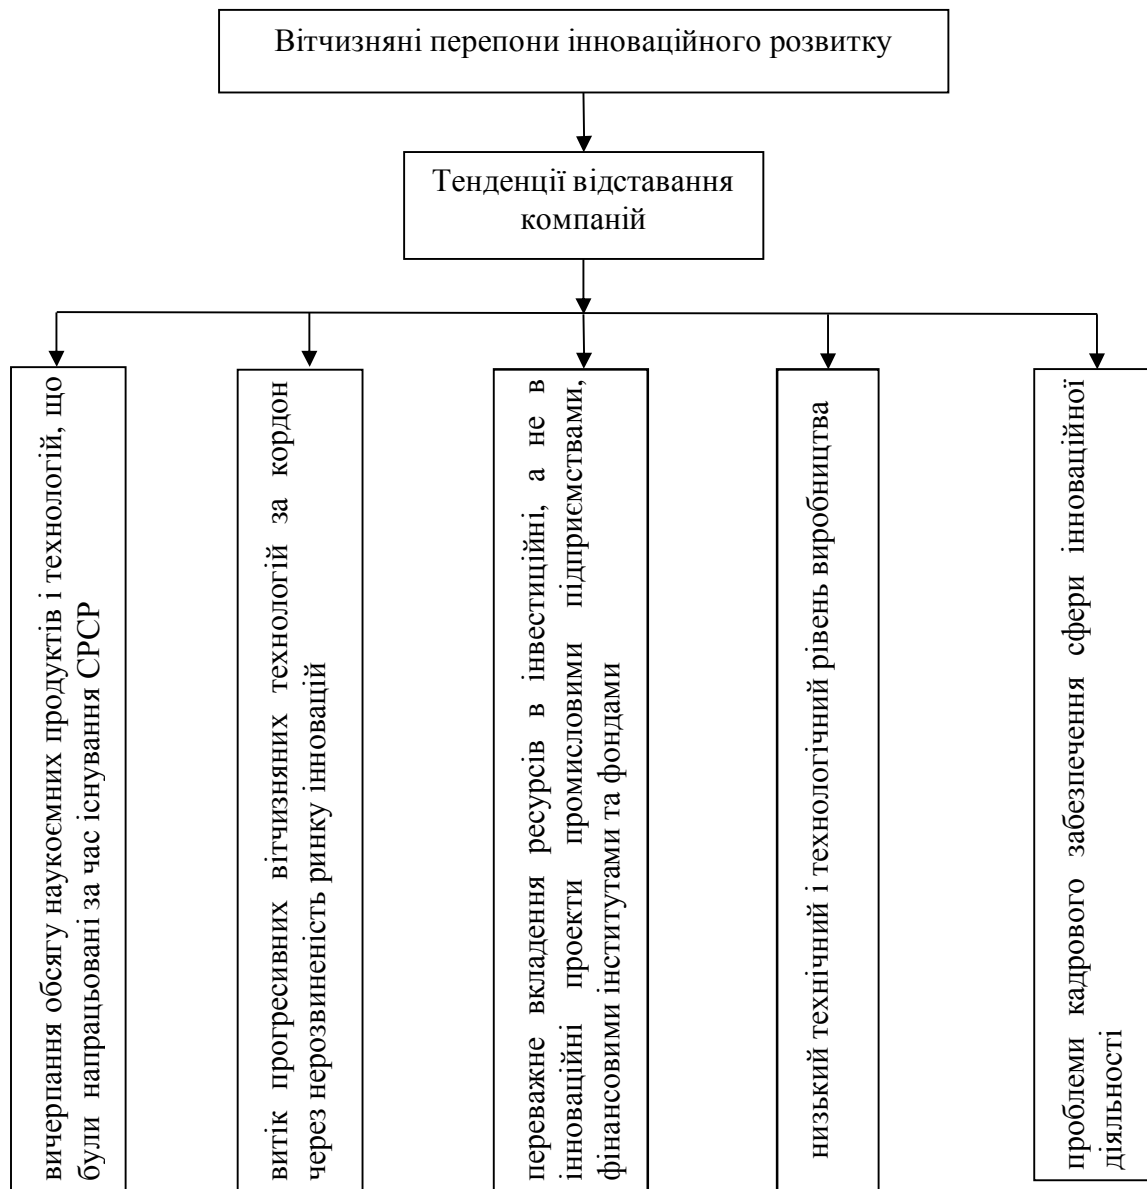 Вітчизняні перепони інноваційного розвитку
Тенденції відставання
компаній
вичерпання обсягу наукоємних продуктів і технологій, що
були напрацьовані за час існування СРСР
витік прогресивних вітчизняних технологій за кордон
через нерозвиненість ринку інновацій
переважне вкладення ресурсів в інвестиційні, а не в
інноваційні проекти промисловими підприємствами,
фінансовими інститутами та фондами
низький технічний і технологічний рівень виробництва
проблеми кадрового забезпечення сфери інноваційної
діяльності